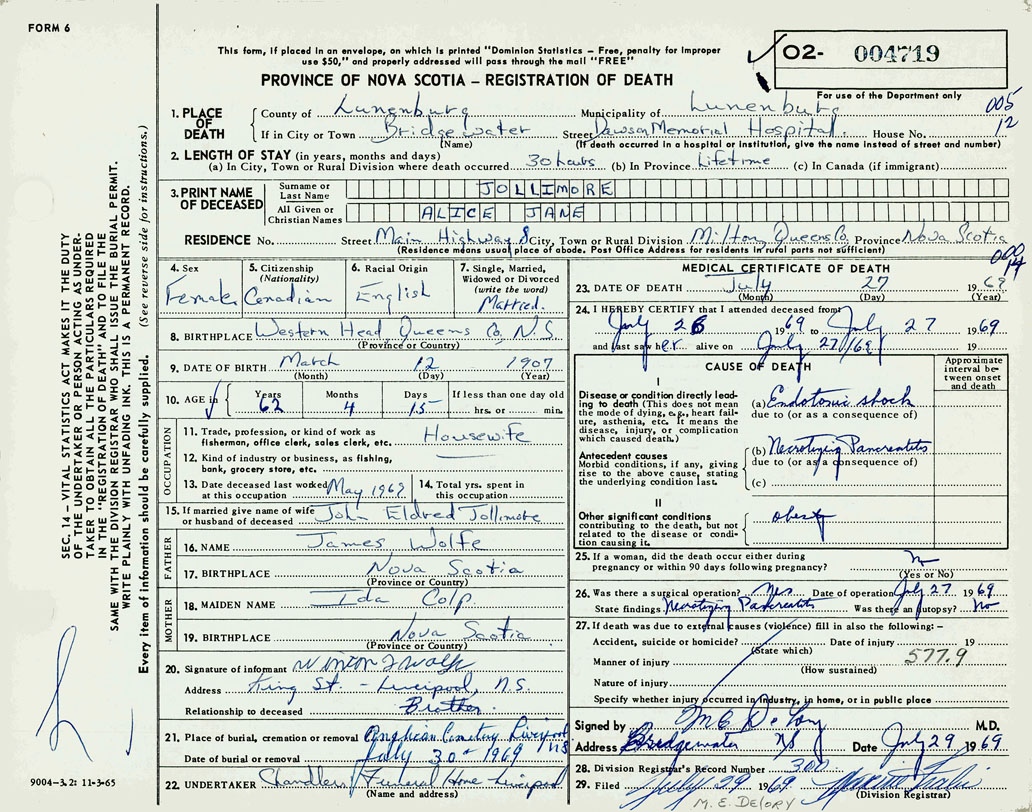 FORM 6
This form, if placed in an envelope, on which is printed "Dominion Statistics – Free, penalty for improper
use $50," and properly addressed will pass through the mail "FREE"
PROVINCE OF NOVA SCOTIA – REGISTRATION OF DEATH
02- 004719
For use of the Department only
005
12
1. PLACE OF DEATH
County of Lunenburg Municipality of Lunenburg
If in City or Town Bridgewater Street Dawson Memorial Hospital House No.
(Name) (If death occurred in a hospital or institution, give the name instead of street and number)
2. LENGTH OF STAY (in years, months and days)
(a) In City, Town or Rural Division where death occurred 30 hours (b) In Province Lifetime (c) In Canada (if immigrant)
3. PRINT NAME OF DECEASED
Surname or Last Name JOLLIMORE
All Given or Christian Names ALICE JANE
RESIDENCE No. Street Main Highway 8 City, Town or Rural Division Milton Queens Co. Province Nova Scotia
(Residence means usual place of abode. Post Office Address for residents in rural parts not sufficient)
4. Sex
Female
5. Citizenship
(Nationality)
Canadian
6. Racial Origin
English
7. Single, Married,
Widowed or Divorced
(write the word)
Married.
8. BIRTHPLACE Western Head Queens Co. N.S.
(Province or Country)
9. DATE OF BIRTH March 12 1907
(Month) (Day) (Year)
10. AGE in Years Months Days If less than one day old
62 4 15 hrs. or min.
OCCUPATION
11. Trade, profession, or kind of work as
fisherman, office clerk, sales clerk, etc. Housewife
12. Kind of industry or business, as fishing,
bank, grocery store, etc.
13. Date deceased last worked
at this occupation May 1969
14. Total yrs. spent in
this occupation
15. If married give name of wife
or husband of deceased John Eldred Jollimore
FATHER
16. NAME James Wolfe
17. BIRTHPLACE Nova Scotia
(Province or Country)
MOTHER
18. MAIDEN NAME Ida Colp
19. BIRTHPLACE Nova Scotia
(Province or Country)
20. Signature of informant Winton J Wolfe
Address King St. - Liverpool, N.S.
Relationship to deceased Brother
21. Place of burial, cremation or removal Anglican Cemetery Liverpool NS
Date of burial or removal July 30th 1969
22. UNDERTAKER Chandlers Funeral Home Liverpool
(Name and address)
000
14
MEDICAL CERTIFICATE OF DEATH
23. DATE OF DEATH July 27 1969
(Month) (Day) (Year)
24. I HEREBY CERTIFY that I attended deceased from
July 26 1969 to July 27 1969
and last saw her alive on July 27/69 19
CAUSE OF DEATH
Approximate interval between onset and death
I
Disease or condition directly leading to death (This does not mean
the mode of dying, e.g., heart failure, asthenia, etc. It means the
disease, injury, or complication
which caused death.)
(a) Endotoxic shock
due to (or as a consequence of)
Antecedent causes
Morbid conditions, if any, giving
rise to the above cause, stating
the underlying condition last.
(b) Necrotizing Pancreatitis
due to (or as a consequence of)
(c)
II
Other significant conditions
contributing to the death, but not
related to the disease or condition causing it.
obesity
25. If a woman, did the death occur either during
pregnancy or within 90 days following pregnancy? No
(Yes or No)
26. Was there a surgical operation? Yes Date of operation July 27 1969
State findings Necrotizing Pancreatitis Was there an autopsy? No
27. If death was due to external causes (violence) fill in also the following:–
Accident, suicide or homicide? Date of injury 19
(State which)
577.9
Manner of injury
(How sustained)
Nature of injury
Specify whether injury occurred in industry, in home, or in public place
Signed by M E DeLory M.D.
Address Bridgewater NS Date July 29 1969
28. Division Registrar's Record Number 300
29. Filed July 29 1969
(Division Registrar)
M. E. DELORY
SEC. 14 – VITAL STATISTICS ACT MAKES IT THE DUTY
OF THE UNDERTAKER OR PERSON ACTING AS UNDER-
TAKER TO OBTAIN ALL THE PARTICULARS REQUIRED
IN THE "REGISTRATION OF DEATH" AND TO FILE THE
SAME WITH THE DIVISION REGISTRAR WHO SHALL ISSUE THE BURIAL PERMIT.
WRITE PLAINLY WITH UNFADING INK. THIS IS A PERMANENT RECORD.
Every item of information should be carefully supplied. (See reverse side for instructions.)
9004-3.2: 11-3-65